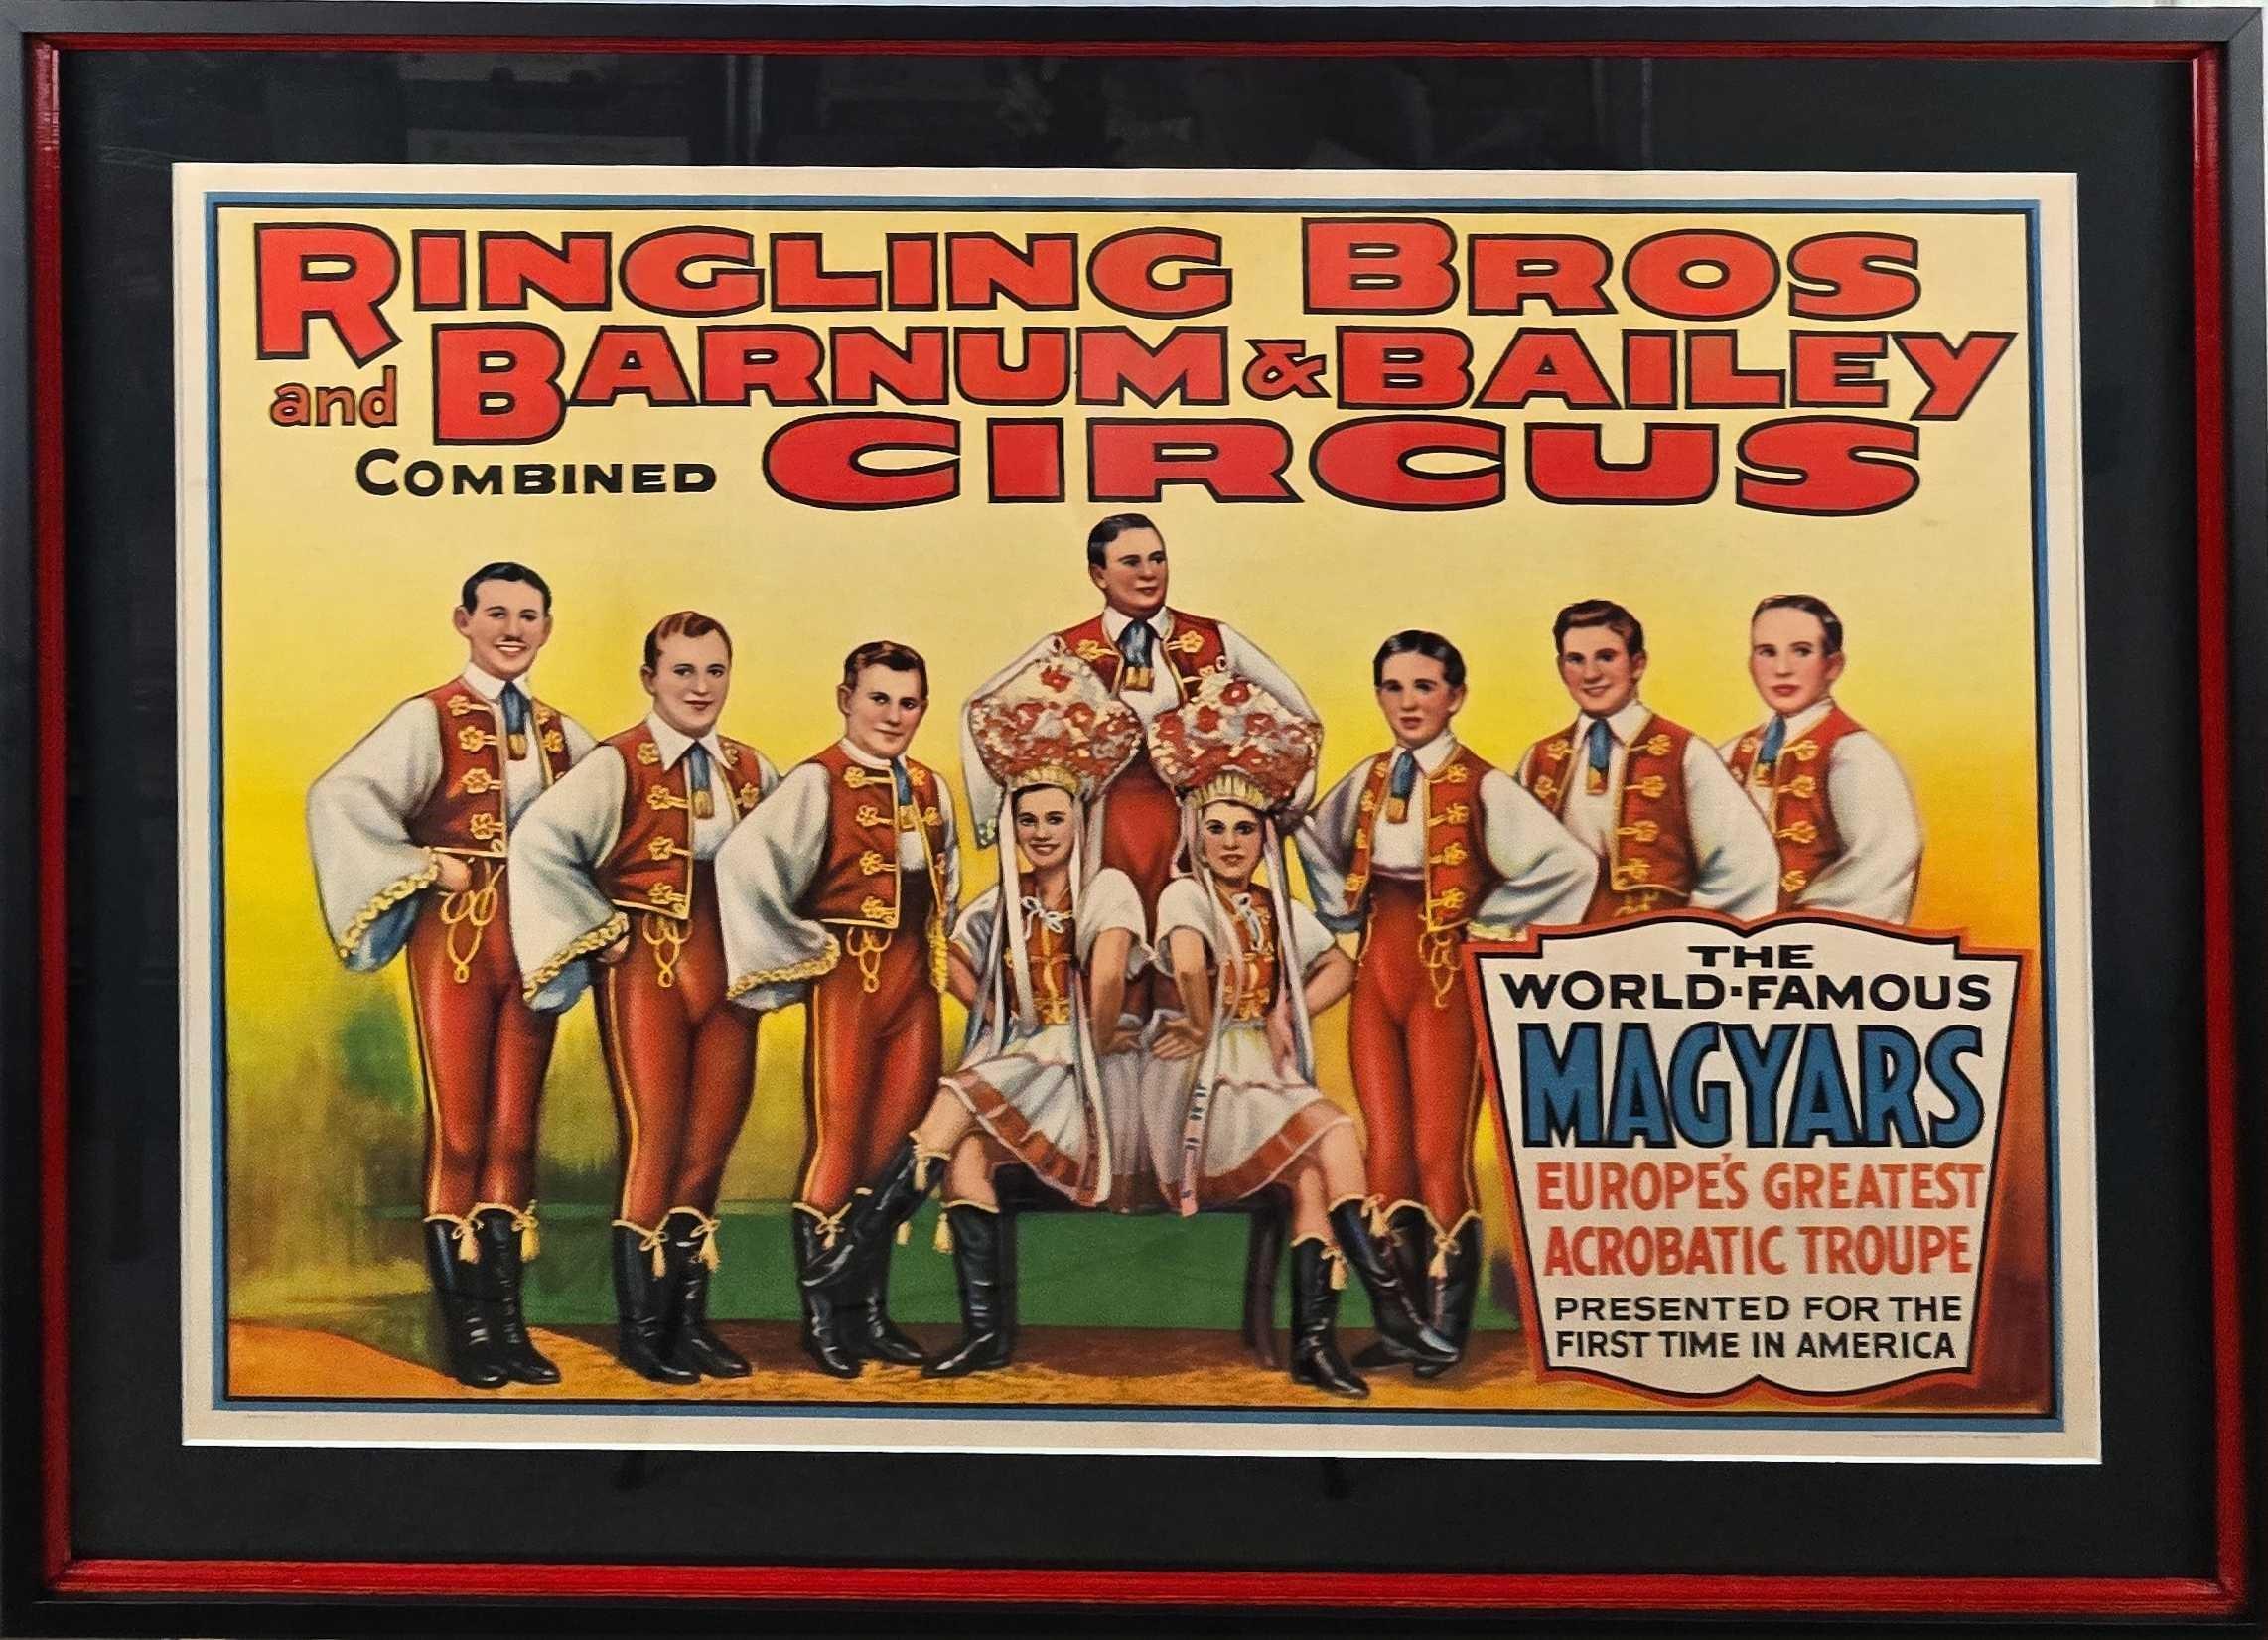 RINGLING BROS
and BARNUM & BAILEY
COMBINED CIRCUS
THE
WORLD-FAMOUS
MAGYARS
EUROPE'S GREATEST
ACROBATIC TROUPE
PRESENTED FOR THE
FIRST TIME IN AMERICA